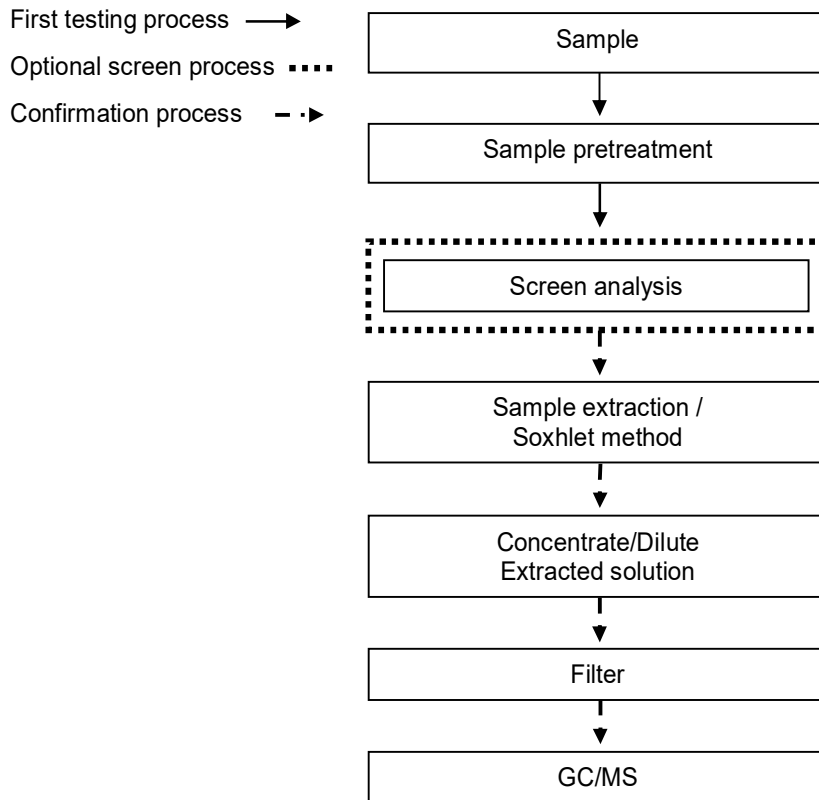 First testing process
Optional screen process
Confirmation process
Sample
Sample pretreatment
Screen analysis
Sample extraction /
Soxhlet method
Concentrate/Dilute
Extracted solution
Filter
GC/MS